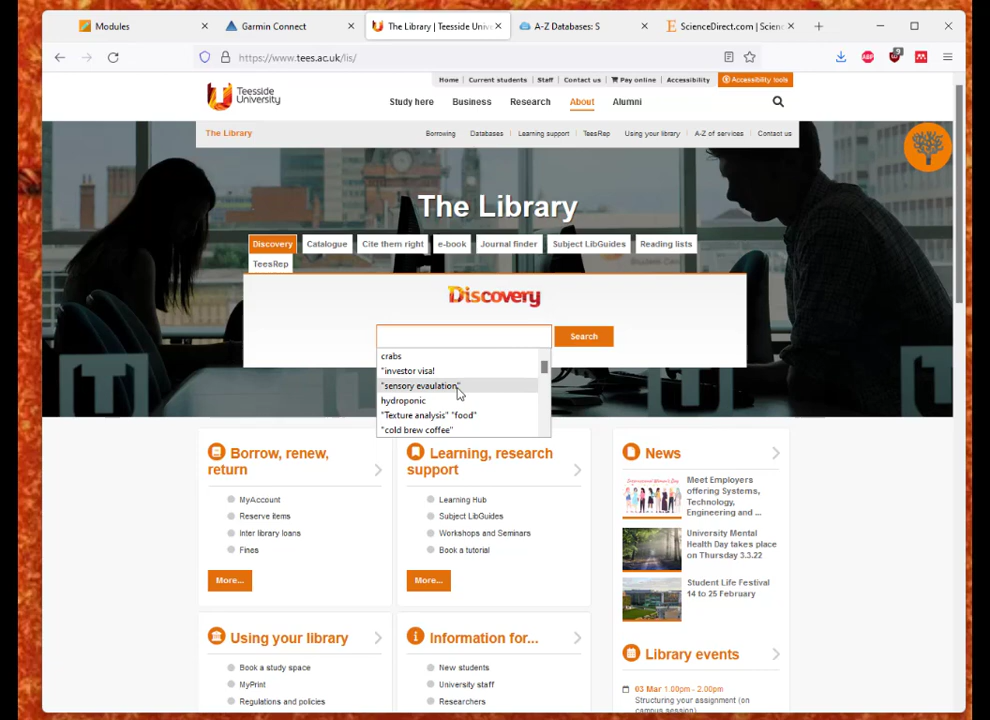 Modules
Garmin Connect
The Library | Teesside Unive
A-Z Databases: S
ScienceDirect.com | Scienc
https://www.tees.ac.uk/lis/
9
Home | Current students | Staff | Contact us | Pay online | Accessibility | Accessibility tools
Teesside
University
Study here Business Research About Alumni
The Library
Borrowing Databases Learning support TeesRep Using your library A-Z of services Contact us
The Library
Discovery Catalogue Cite them right e-book Journal finder Subject LibGuides Reading lists
TeesRep
Discovery
Search
crabs
"investor visa!
"sensory evaulation"
hydroponic
"Texture analysis" "food"
"cold brew coffee"
Borrow, renew,
return
MyAccount
Reserve items
Inter library loans
Fines
More...
Learning, research
support
Learning Hub
Subject LibGuides
Workshops and Seminars
Book a tutorial
More...
News
Meet Employers
offering Systems,
Technology,
Engineering and ...
University Mental
Health Day takes place
on Thursday 3.3.22
Student Life Festival
14 to 25 February
Using your library
Book a study space
MyPrint
Regulations and policies
Information for...
New students
University staff
Researchers
Library events
03 Mar 1.00pm - 2.00pm
Structuring your assignment (on
campus session)